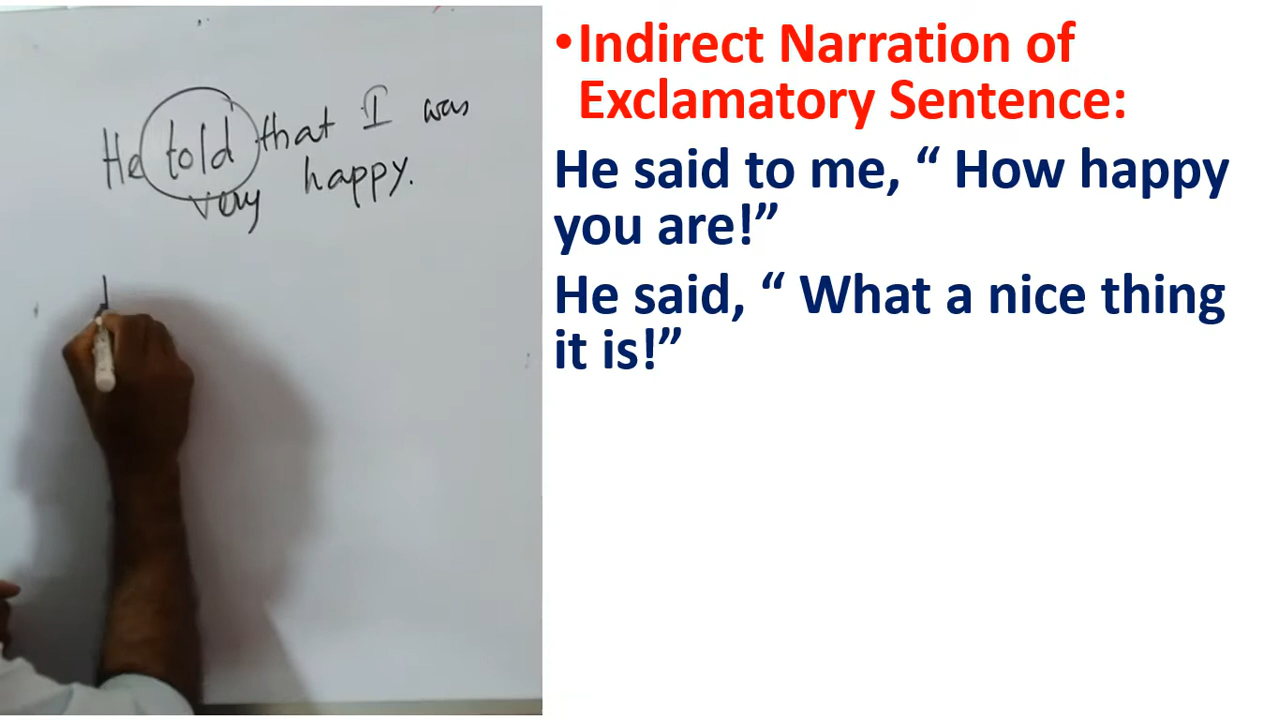 He told that I was
very happy.
•Indirect Narration of
Exclamatory Sentence:
He said to me, “ How happy
you are!”
He said, “ What a nice thing
it is!”